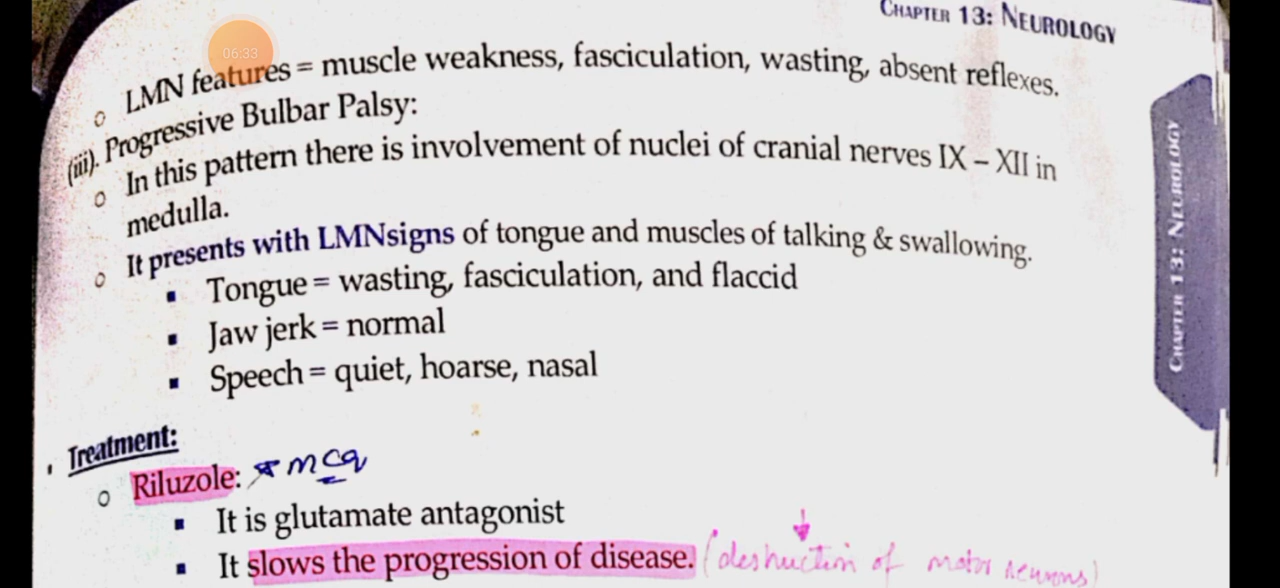 CHAPTER 13: NEUROLOGY
06:33
LMN features = muscle weakness, fasciculation, wasting, absent reflexes.
(iii). Progressive Bulbar Palsy:
In this pattern there is involvement of nuclei of cranial nerves IX – XII in
medulla.
It presents with LMNsigns of tongue and muscles of talking & swallowing.
Tongue = wasting, fasciculation, and flaccid
Jaw jerk = normal
Speech = quiet, hoarse, nasal
Treatment:
Riluzole: * mcq
It is glutamate antagonist
It slows the progression of disease. (destruction of motor neurons)
CHAPTER 13: NEUROLOGY